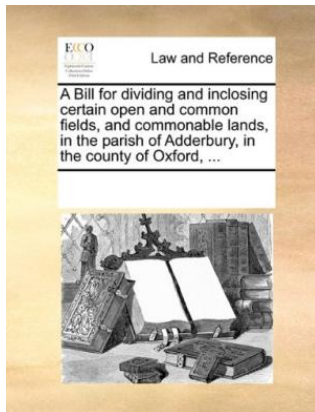 ECCO
Law and Reference
A Bill for dividing and inclosing
certain open and common
fields, and commonable lands,
in the parish of Adderbury, in
the county of Oxford, ...